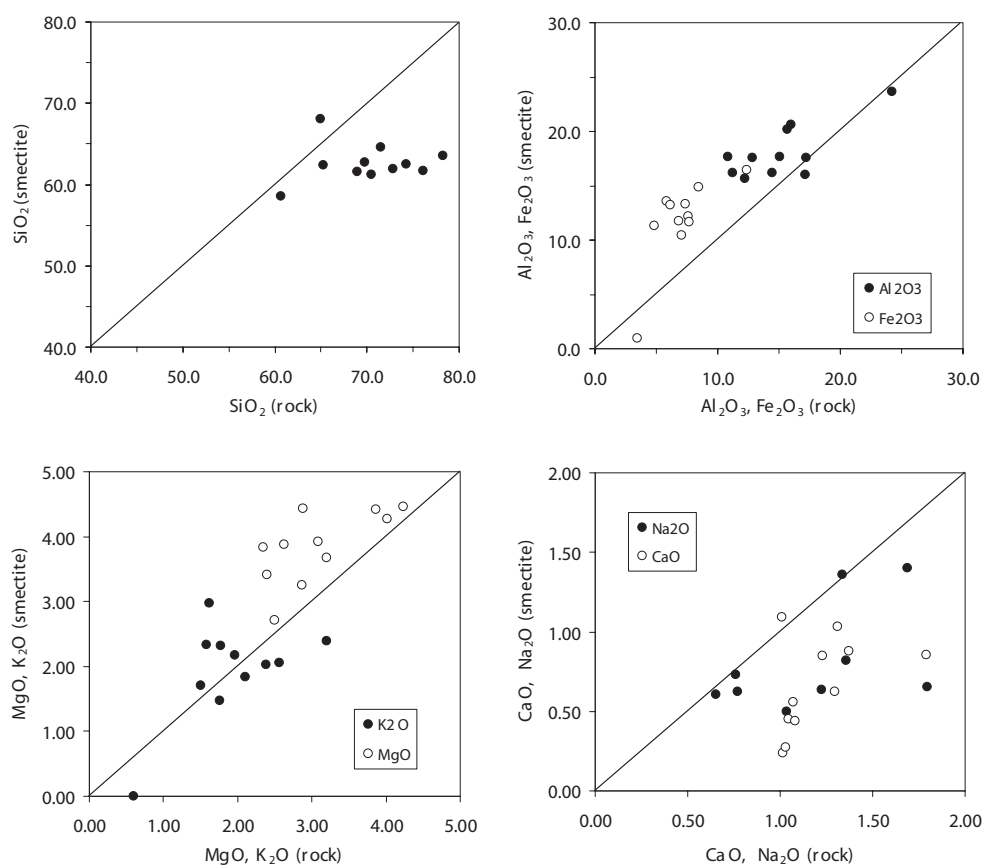 80.0
70.0
60.0
50.0
40.0
40.0 50.0 60.0 70.0 80.0
SiO₂ (smectite)
SiO₂ (rock)
30.0
20.0
10.0
0.0
0.0 10.0 20.0 30.0
Al₂O₃, Fe₂O₃ (smectite)
Al₂O₃, Fe₂O₃ (rock)
Al2O3
Fe2O3
5.00
4.00
3.00
2.00
1.00
0.00
0.00 1.00 2.00 3.00 4.00 5.00
MgO, K₂O (smectite)
MgO, K₂O (rock)
K2O
MgO
2.00
1.50
1.00
0.50
0.00
0.00 0.50 1.00 1.50 2.00
CaO, Na₂O (smectite)
CaO, Na₂O (rock)
Na2O
CaO